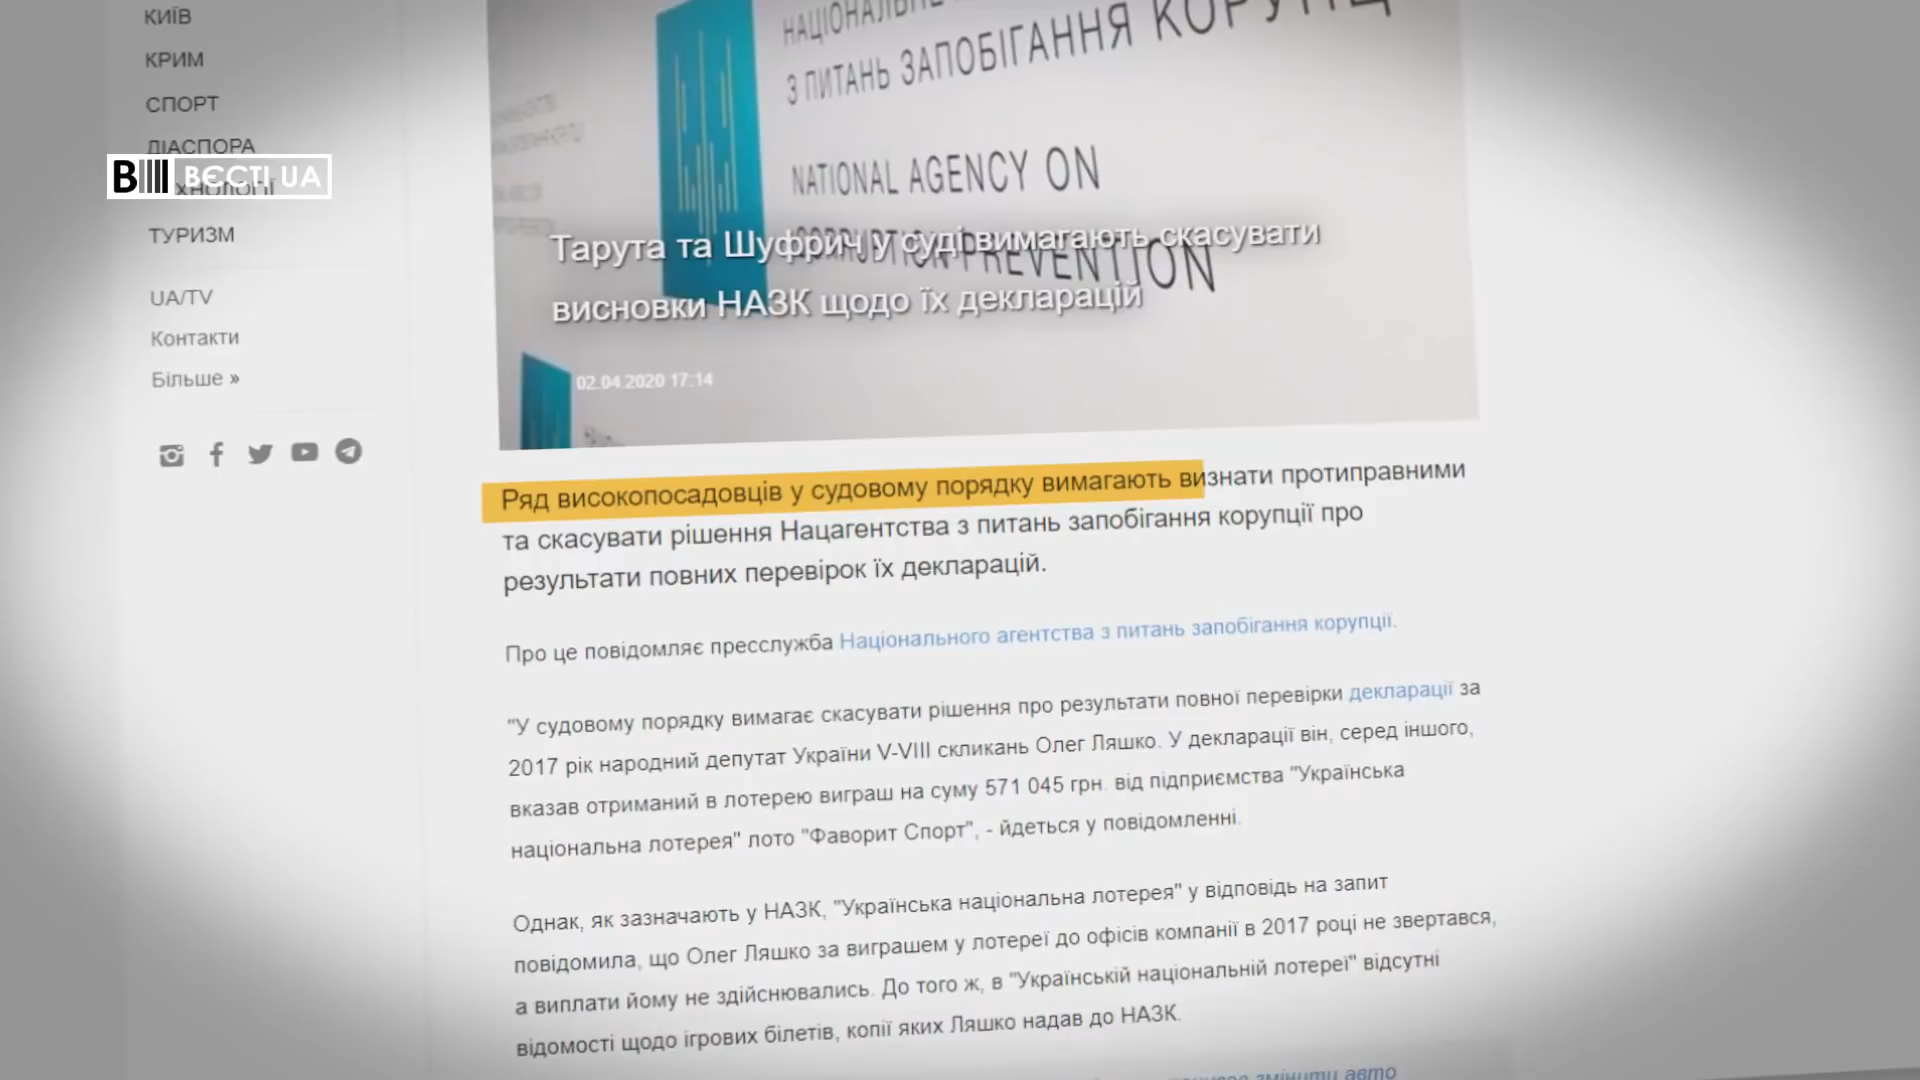 КИЇВ
КРИМ
СПОРТ
ДІАСПОРА
ВЄСТІ UA
ТУРИЗМ
UA/TV
Контакти
Більше »
З ПИТАНЬ ЗАПОБІГАННЯ
NATIONAL AGENCY ON
CORRUPTION PREVENTION
Тарута та Шуфрич у суді вимагають скасувати
висновки НАЗК щодо їх декларацій
02.04.2020 17:14
Ряд високопосадовців у судовому порядку вимагають визнати протиправними
та скасувати рішення Нацагентства з питань запобігання корупції про
результати повних перевірок їх декларацій.
Про це повідомляє пресслужба Національного агентства з питань запобігання корупції.
"У судовому порядку вимагає скасувати рішення про результати повної перевірки декларації за
2017 рік народний депутат України V-VIII скликань Олег Ляшко. У декларації він, серед іншого,
вказав отриманий в лотерею виграш на суму 571 045 грн. від підприємства "Українська
національна лотерея" лото "Фаворит Спорт", - йдеться у повідомленні.
Однак, як зазначають у НАЗК, "Українська національна лотерея" у відповідь на запит
повідомила, що Олег Ляшко за виграшем у лотереї до офісів компанії в 2017 році не звертався,
а виплати йому не здійснювались. До того ж, в "Українській національній лотереї" відсутні
відомості щодо ігрових білетів, копії яких Ляшко надав до НАЗК.
змінити авто